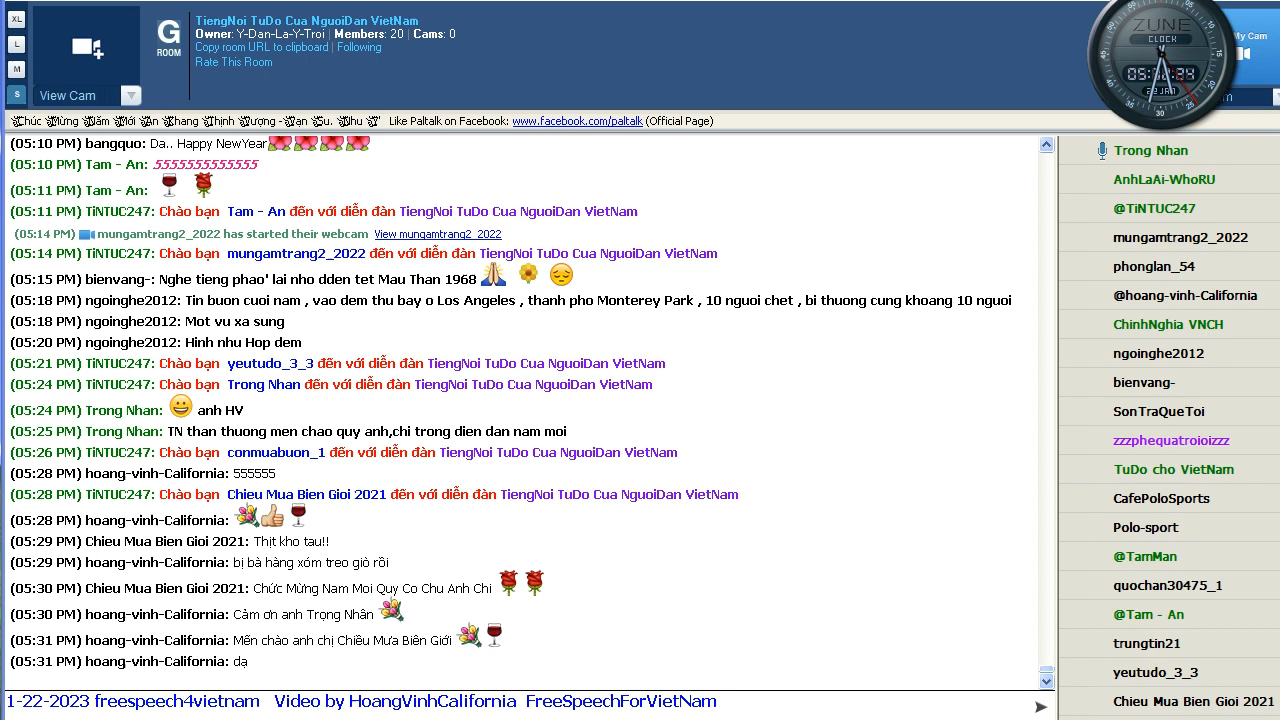 XL
L
M
S
View Cam
G
ROOM
TiengNoi TuDo Cua NguoiDan VietNam
Owner: Y-Dan-La-Y-Troi | Members: 20 | Cams: 0
Copy room URL to clipboard | Following
Rate This Room
ZUNE
CLOCK
My Cam
Like Paltalk on Facebook: www.facebook.com/paltalk (Official Page)
(05:10 PM) bangquo: Da.. Happy NewYear
(05:10 PM) Tam - An: 5555555555555
(05:11 PM) Tam - An:
(05:11 PM) TiNTUC247: Chào bạn Tam - An đến với diễn đàn TiengNoi TuDo Cua NguoiDan VietNam
(05:14 PM) mungamtrang2_2022 has started their webcam View mungamtrang2_2022
(05:14 PM) TiNTUC247: Chào bạn mungamtrang2_2022 đến với diễn đàn TiengNoi TuDo Cua NguoiDan VietNam
(05:15 PM) bienvang-: Nghe tieng phao' lai nho dden tet Mau Than 1968
(05:18 PM) ngoinghe2012: Tin buon cuoi nam , vao dem thu bay o Los Angeles , thanh pho Monterey Park , 10 nguoi chet , bi thuong cung khoang 10 nguoi
(05:18 PM) ngoinghe2012: Mot vu xa sung
(05:20 PM) ngoinghe2012: Hinh nhu Hop dem
(05:21 PM) TiNTUC247: Chào bạn yeutudo_3_3 đến với diễn đàn TiengNoi TuDo Cua NguoiDan VietNam
(05:24 PM) TiNTUC247: Chào bạn Trong Nhan đến với diễn đàn TiengNoi TuDo Cua NguoiDan VietNam
(05:24 PM) Trong Nhan: anh HV
(05:25 PM) Trong Nhan: TN than thuong men chao quy anh,chi trong dien dan nam moi
(05:26 PM) TiNTUC247: Chào bạn conmuabuon_1 đến với diễn đàn TiengNoi TuDo Cua NguoiDan VietNam
(05:28 PM) hoang-vinh-California: 555555
(05:28 PM) TiNTUC247: Chào bạn Chieu Mua Bien Gioi 2021 đến với diễn đàn TiengNoi TuDo Cua NguoiDan VietNam
(05:28 PM) hoang-vinh-California:
(05:29 PM) Chieu Mua Bien Gioi 2021: Thịt kho tau!!
(05:29 PM) hoang-vinh-California: bị bà hàng xóm treo giò rồi
(05:30 PM) Chieu Mua Bien Gioi 2021: Chức Mừng Nam Moi Quy Co Chu Anh Chi
(05:30 PM) hoang-vinh-California: Cảm ơn anh Trọng Nhân
(05:31 PM) hoang-vinh-California: Mến chào anh chị Chiều Mưa Biên Giới
(05:31 PM) hoang-vinh-California: dạ
1-22-2023 freespeech4vietnam Video by HoangVinhCalifornia FreeSpeechForVietNam
Trong Nhan
AnhLaAi-WhoRU
@TiNTUC247
mungamtrang2_2022
phonglan_54
@hoang-vinh-California
ChinhNghia VNCH
ngoinghe2012
bienvang-
SonTraQueToi
zzzphequatroioizzz
TuDo cho VietNam
CafePoloSports
Polo-sport
@TamMan
quochan30475_1
@Tam - An
trungtin21
yeutudo_3_3
Chieu Mua Bien Gioi 2021